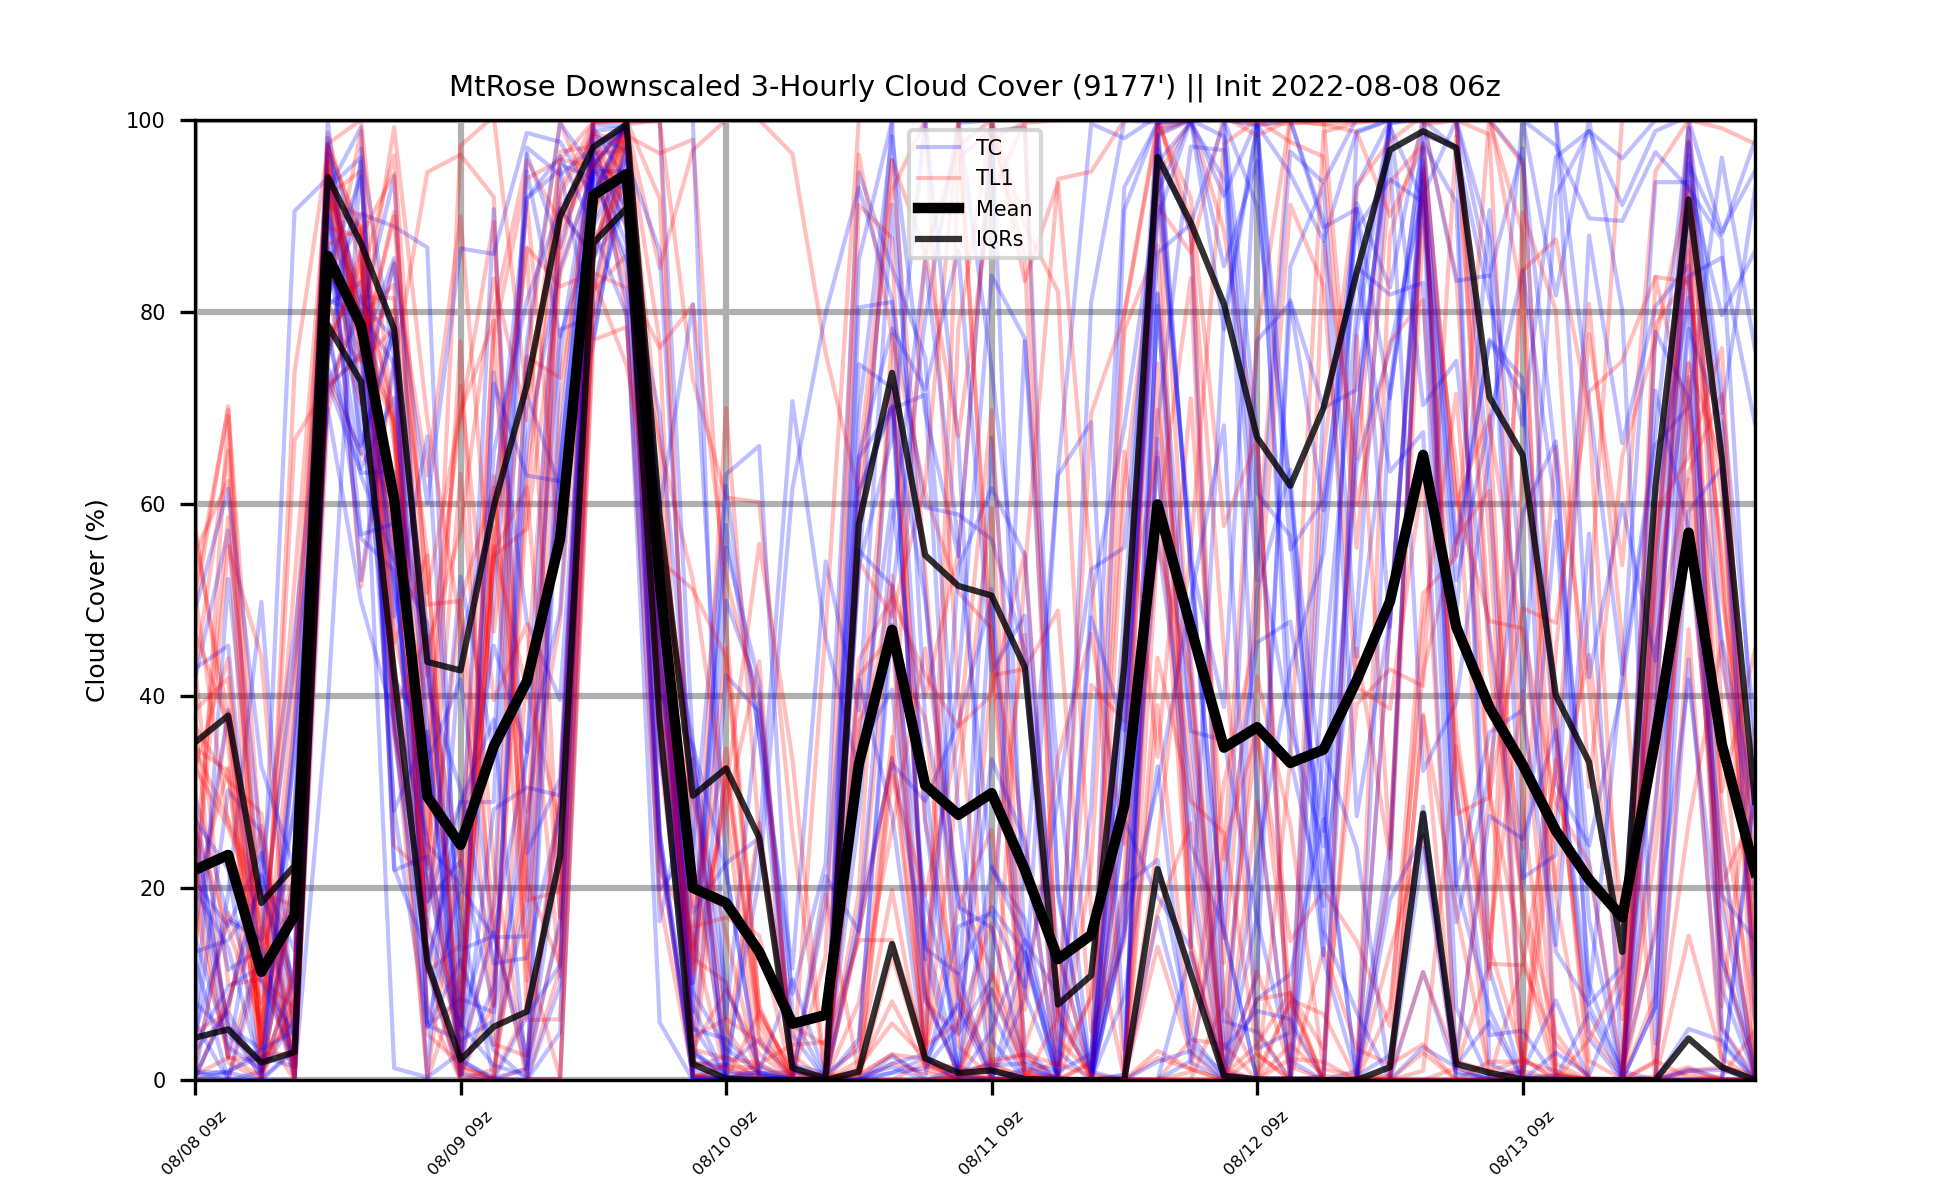 MtRose Downscaled 3-Hourly Cloud Cover (9177') || Init 2022-08-08 06z
TC
TL1
Mean
IQRs
Cloud Cover (%)
100
80
60
40
20
0
08/08 09z
08/09 09z
08/10 09z
08/11 09z
08/12 09z
08/13 09z